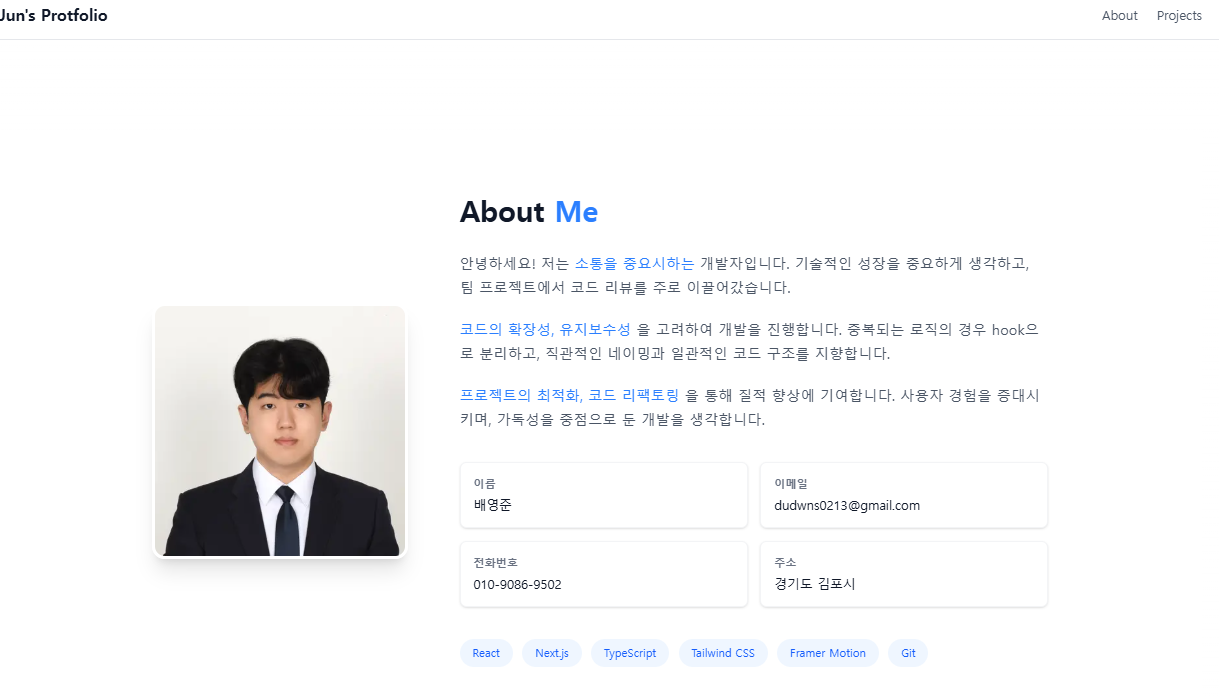 Jun's Protfolio
About
Projects
About Me
안녕하세요! 저는 소통을 중요시하는 개발자입니다. 기술적인 성장을 중요하게 생각하고,
팀 프로젝트에서 코드 리뷰를 주로 이끌어갔습니다.
코드의 확장성, 유지보수성 을 고려하여 개발을 진행합니다. 중복되는 로직의 경우 hook으
로 분리하고, 직관적인 네이밍과 일관적인 코드 구조를 지향합니다.
프로젝트의 최적화, 코드 리팩토링 을 통해 질적 향상에 기여합니다. 사용자 경험을 증대시
키며, 가독성을 중점으로 둔 개발을 생각합니다.
이름
배영준
이메일
dudwns0213@gmail.com
전화번호
010-9086-9502
주소
경기도 김포시
React
Next.js
TypeScript
Tailwind CSS
Framer Motion
Git